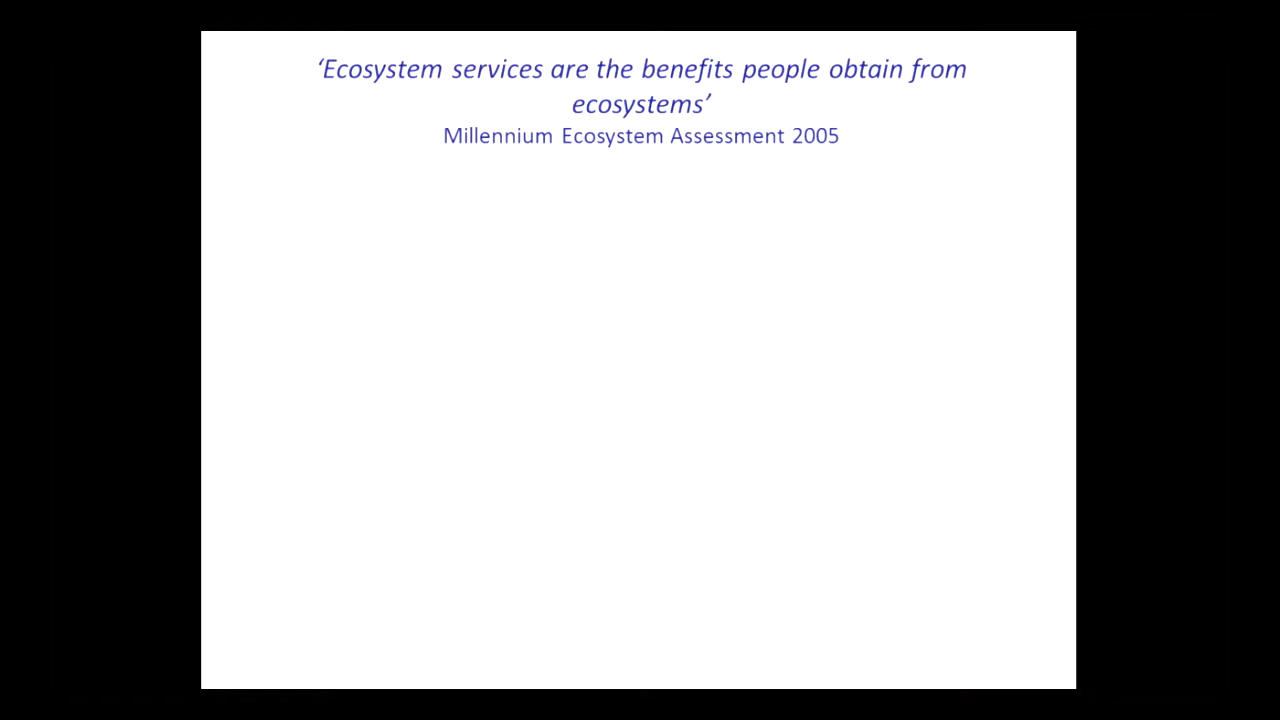 ‘Ecosystem services are the benefits people obtain from
ecosystems’
Millennium Ecosystem Assessment 2005